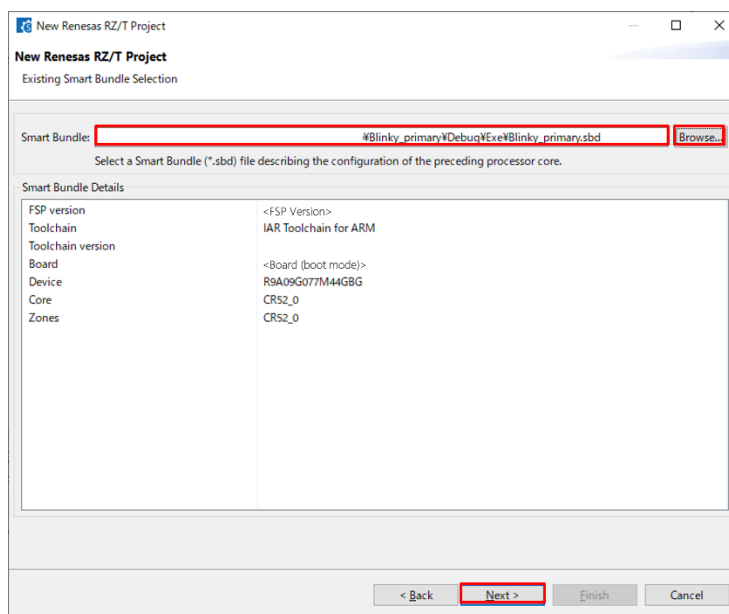 New Renesas RZ/T Project
New Renesas RZ/T Project
Existing Smart Bundle Selection
Smart Bundle: ¥Blinky_primary¥Debug¥Exe¥Blinky_primary.sbd Browse...
Select a Smart Bundle (*.sbd) file describing the configuration of the preceding processor core.
Smart Bundle Details
FSP version <FSP Version>
Toolchain IAR Toolchain for ARM
Toolchain version
Board <Board (boot mode)>
Device R9A09G077M44GBG
Core CR52_0
Zones CR52_0
< Back Next > Finish Cancel